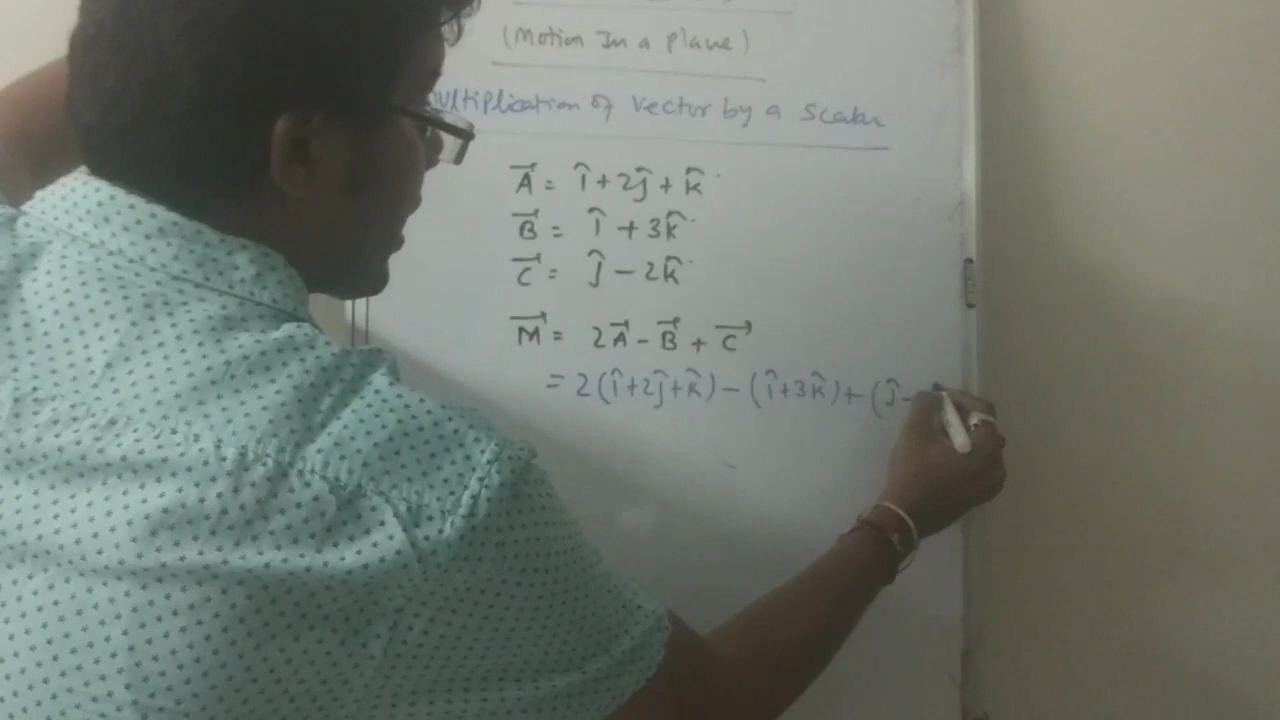 (Motion In a plane)
ultiplication of Vector by a Scalar
A⃗ = î + 2ĵ + k̂
B⃗ = î + 3k̂
C⃗ = ĵ - 2k̂
M⃗ = 2A⃗ - B⃗ + C⃗
= 2(î+2ĵ+k̂) - (î+3k̂) + (ĵ-